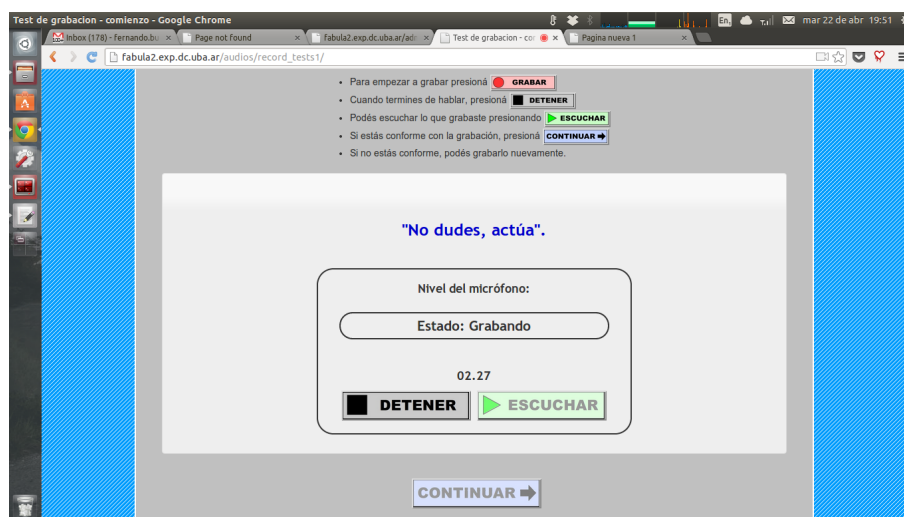 Test de grabacion - comienzo - Google Chrome
En
mar 22 de abr 19:51
Inbox (178) - fernando.bu
Page not found
fabula2.exp.dc.uba.ar/ad
Test de grabacion - co
Pagina nueva 1
fabula2.exp.dc.uba.ar/audios/record_tests1/
• Para empezar a grabar presioná GRABAR
• Cuando termines de hablar, presioná DETENER
• Podés escuchar lo que grabaste presionando ESCUCHAR
• Si estás conforme con la grabación, presioná CONTINUAR
• Si no estás conforme, podés grabarlo nuevamente.
"No dudes, actúa".
Nivel del micrófono:
Estado: Grabando
02.27
DETENER ESCUCHAR
CONTINUAR